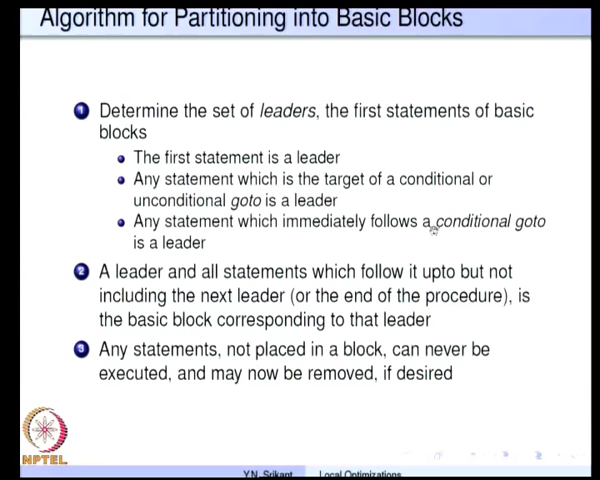 Algorithm for Partitioning into Basic Blocks
1 Determine the set of leaders, the first statements of basic
blocks
The first statement is a leader
Any statement which is the target of a conditional or
unconditional goto is a leader
Any statement which immediately follows a conditional goto
is a leader
2 A leader and all statements which follow it upto but not
including the next leader (or the end of the procedure), is
the basic block corresponding to that leader
3 Any statements, not placed in a block, can never be
executed, and may now be removed, if desired
NPTEL
Y.N. Srikant Local Optimizations